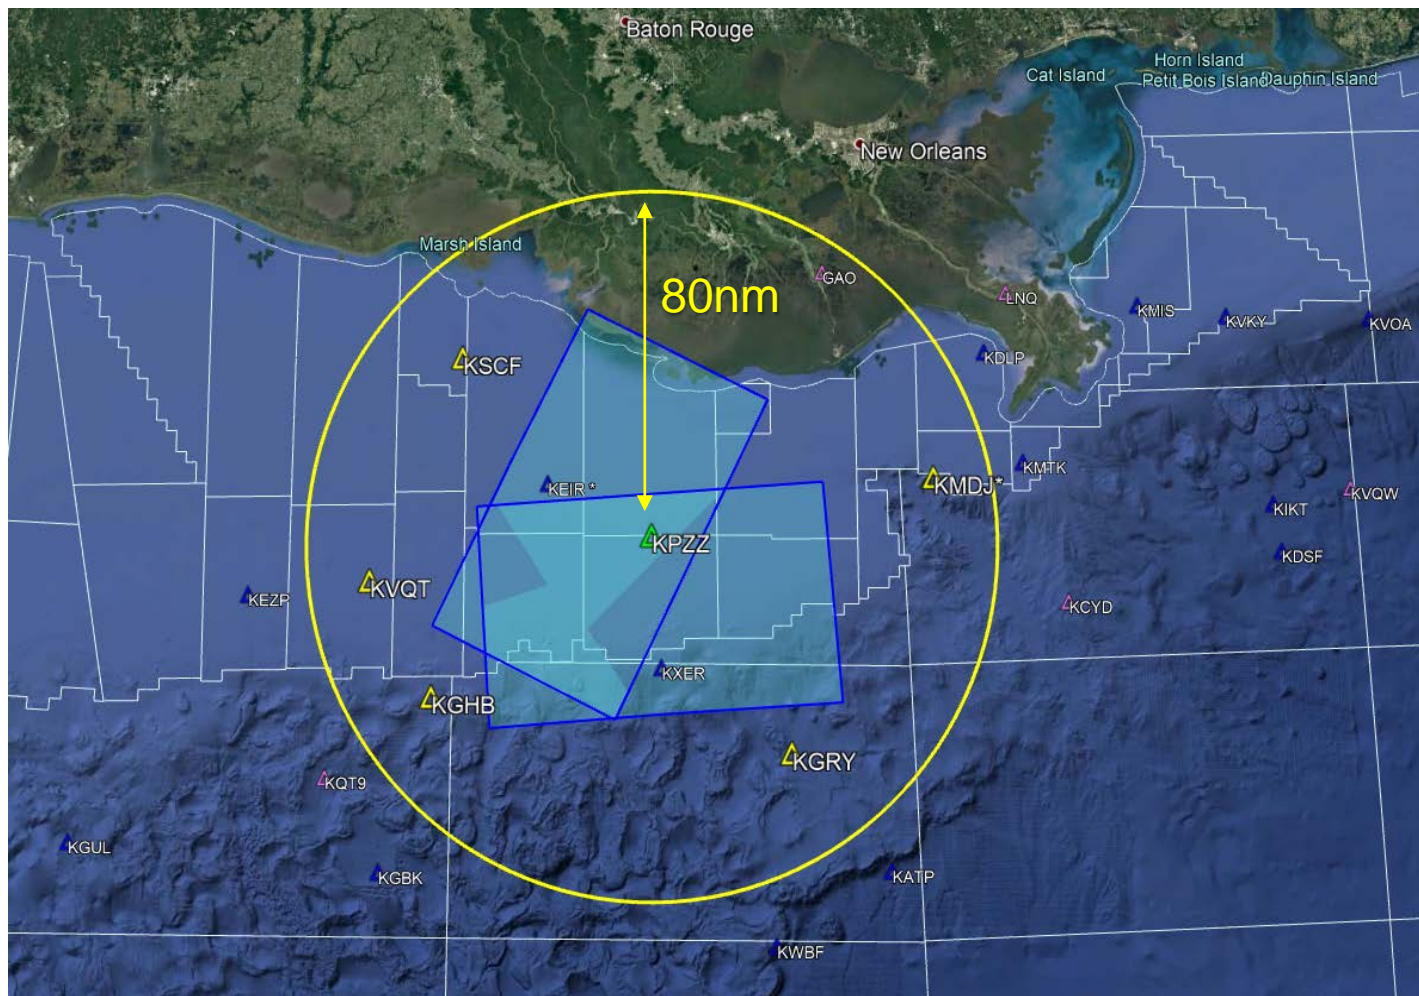 Baton Rouge
Horn Island
Cat Island
Petit Bois Island
Dauphin Island
New Orleans
Marsh Island
GAO
LNQ
80nm
KMIS
KVKY
KVOA
KDLP
KSCF
KMTK
KEIR *
KMDJ*
KVQW
KIKT
KPZZ
KDSF
KVQT
KEZP
KCYD
KXER
KGHB
KGRY
KQT9
KGUL
KGBK
KATP
KWBF